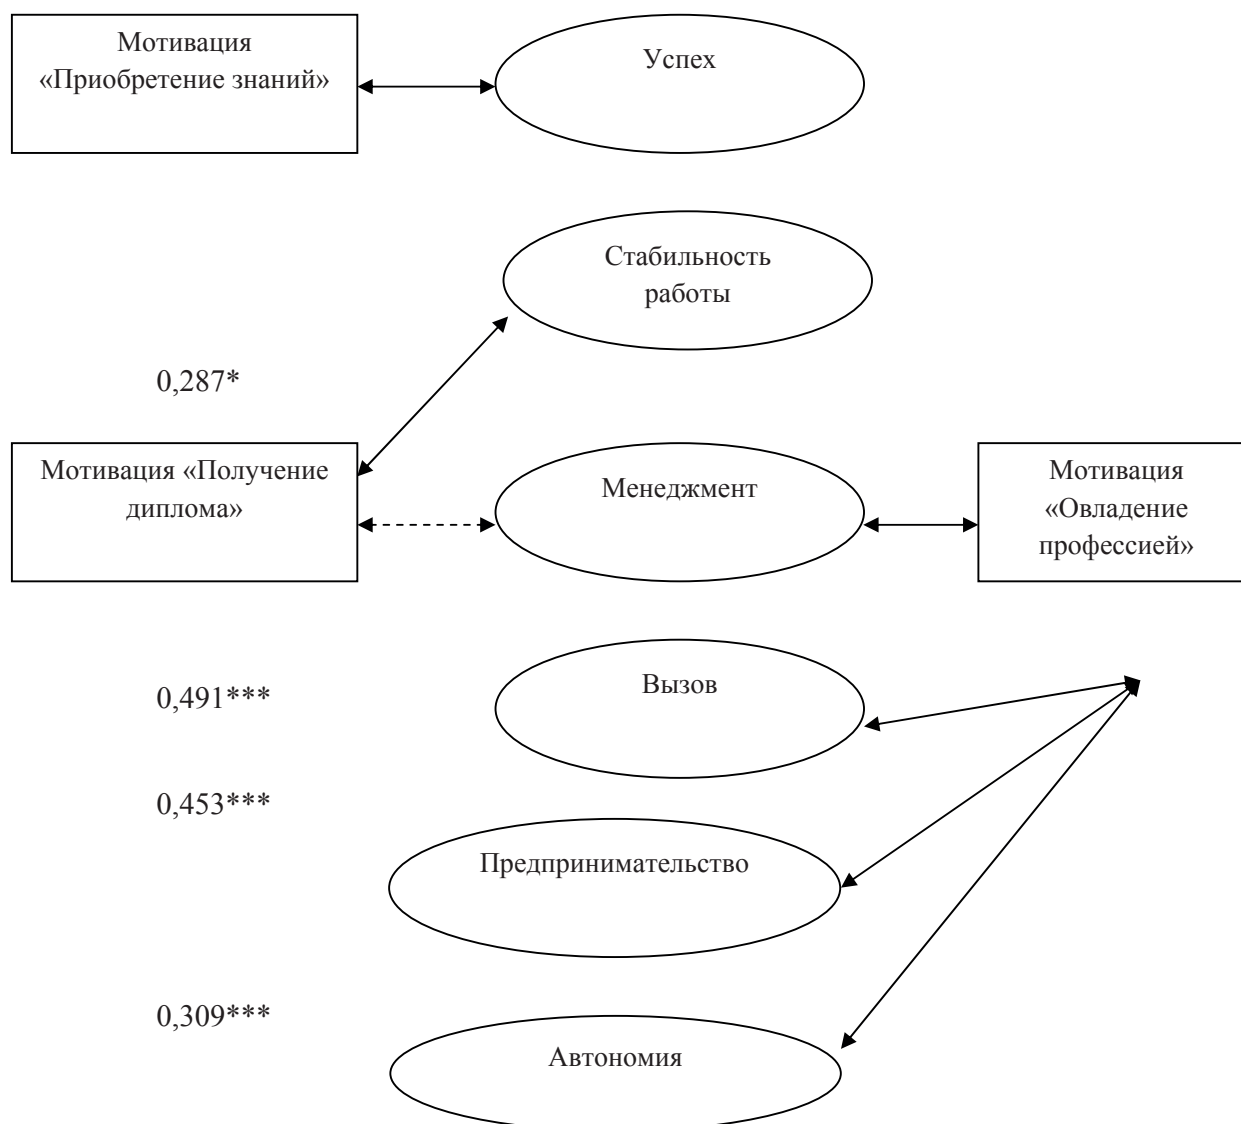 Мотивация
«Приобретение знаний»
Успех
Стабильность
работы
0,287*
Мотивация «Получение
диплома»
Менеджмент
Мотивация
«Овладение
профессией»
0,491***
Вызов
0,453***
Предпринимательство
0,309***
Автономия